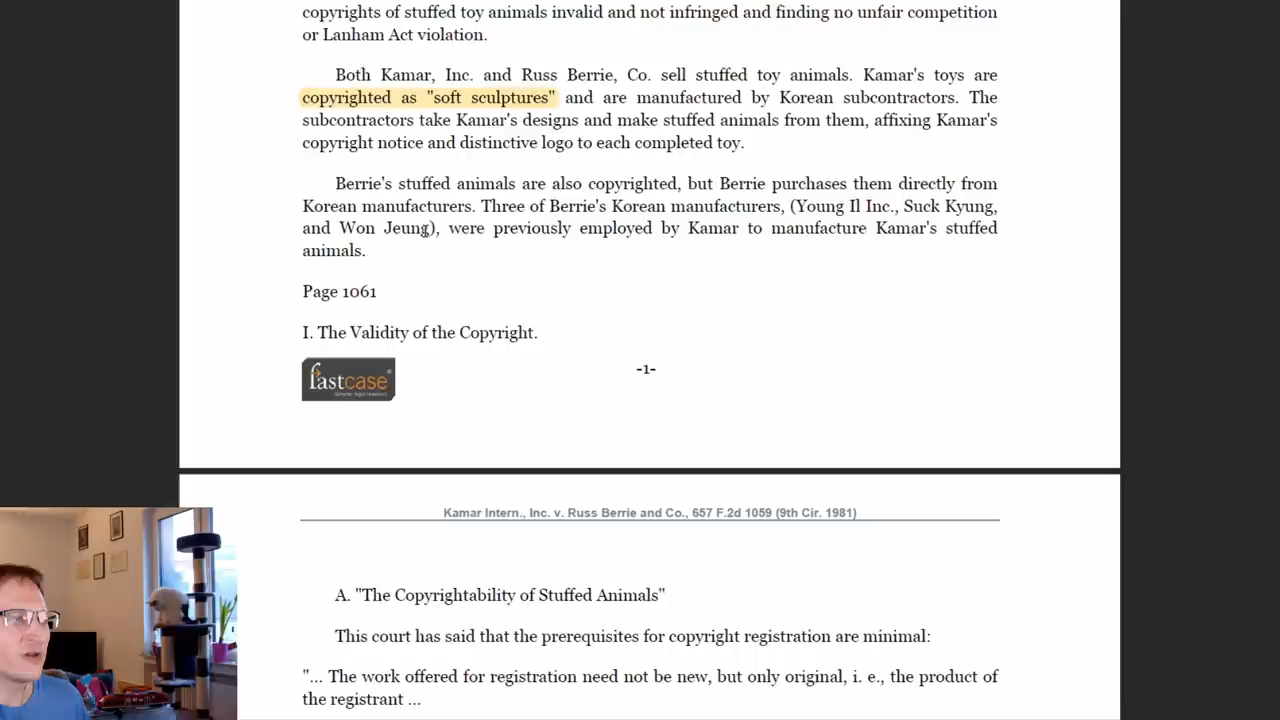 copyrights of stuffed toy animals invalid and not infringed and finding no unfair competition
or Lanham Act violation.
Both Kamar, Inc. and Russ Berrie, Co. sell stuffed toy animals. Kamar's toys are
copyrighted as "soft sculptures" and are manufactured by Korean subcontractors. The
subcontractors take Kamar's designs and make stuffed animals from them, affixing Kamar's
copyright notice and distinctive logo to each completed toy.
Berrie's stuffed animals are also copyrighted, but Berrie purchases them directly from
Korean manufacturers. Three of Berrie's Korean manufacturers, (Young Il Inc., Suck Kyung,
and Won Jeung), were previously employed by Kamar to manufacture Kamar's stuffed
animals.
Page 1061
I. The Validity of the Copyright.
fastcase
-1-
Kamar Intern., Inc. v. Russ Berrie and Co., 657 F.2d 1059 (9th Cir. 1981)
A. "The Copyrightability of Stuffed Animals"
This court has said that the prerequisites for copyright registration are minimal:
"... The work offered for registration need not be new, but only original, i. e., the product of
the registrant ...